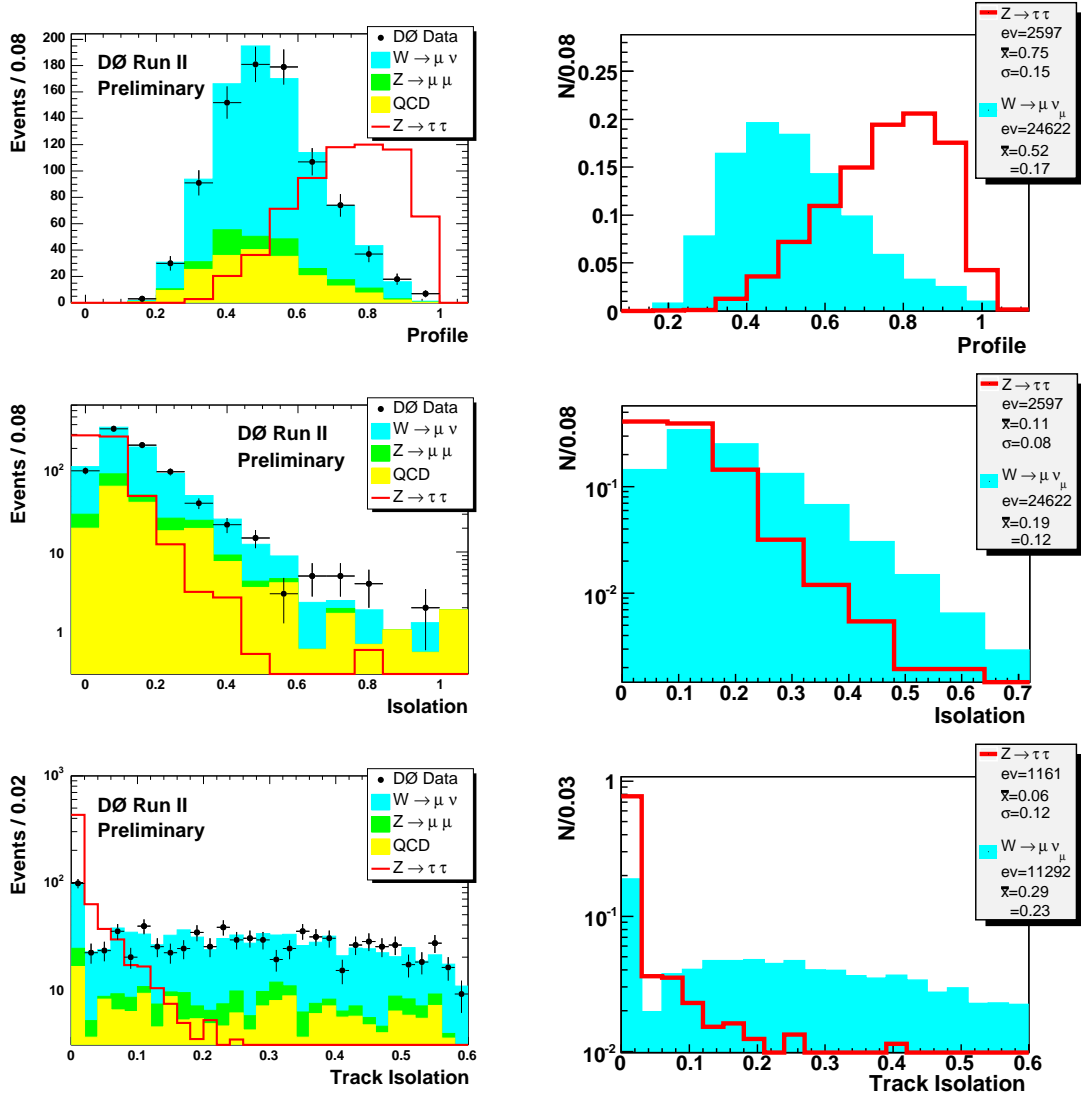 Events / 0.08
200
180
160
140
120
100
80
60
40
20
0
0
0.2
0.4
0.6
0.8
1
Profile
DØ Run II
Preliminary
DØ Data
W→μ ν
Z→μ μ
QCD
Z→τ τ
N/0.08
0.25
0.2
0.15
0.1
0.05
0
0.2
0.4
0.6
0.8
1
Profile
Z→τ τ
ev=2597
x̄=0.75
σ=0.15
W→μ ν_μ
ev=24622
x̄=0.52
=0.17
Events / 0.08
10²
10
1
0
0.2
0.4
0.6
0.8
1
Isolation
DØ Run II
Preliminary
DØ Data
W→μ ν
Z→μ μ
QCD
Z→τ τ
N/0.08
10⁻¹
10⁻²
0
0.1
0.2
0.3
0.4
0.5
0.6
0.7
Isolation
Z→τ τ
ev=2597
x̄=0.11
σ=0.08
W→μ ν_μ
ev=24622
x̄=0.19
=0.12
Events / 0.02
10³
10²
10
0
0.1
0.2
0.3
0.4
0.5
0.6
Track Isolation
DØ Run II
Preliminary
DØ Data
W→μ ν
Z→μ μ
QCD
Z→τ τ
N/0.03
1
10⁻¹
10⁻²
0
0.1
0.2
0.3
0.4
0.5
0.6
Track Isolation
Z→τ τ
ev=1161
x̄=0.06
σ=0.12
W→μ ν_μ
ev=11292
x̄=0.29
=0.23